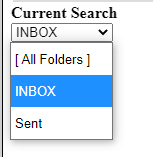 Current Search
INBOX
[ All Folders ]
INBOX
Sent